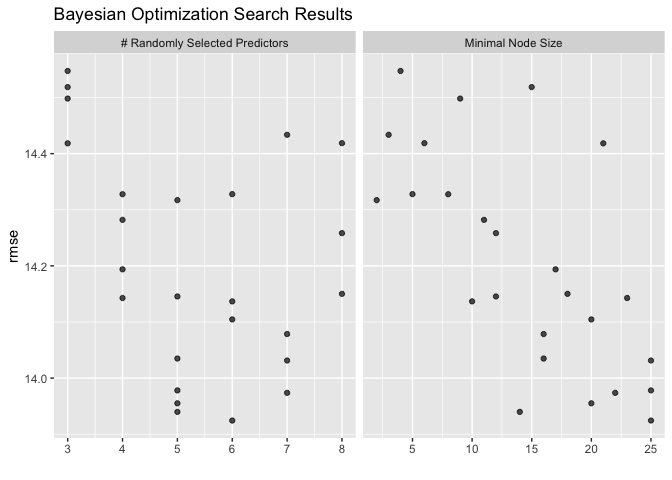 Bayesian Optimization Search Results
# Randomly Selected Predictors
Minimal Node Size
rmse
14.4
14.2
14.0
3 4 5 6 7 8
5 10 15 20 25